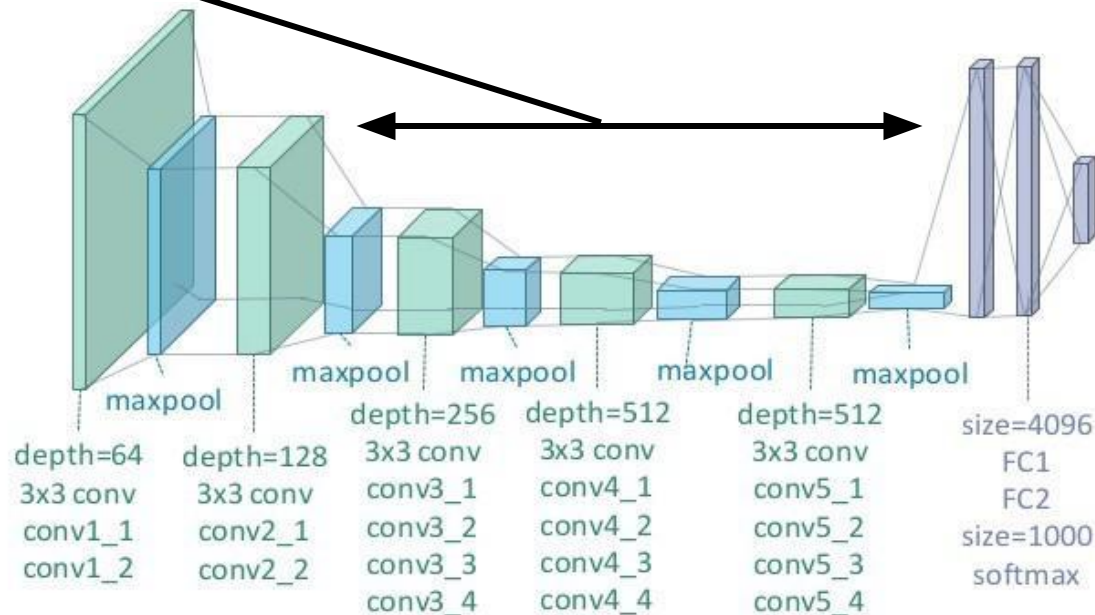 maxpool
maxpool
maxpool
maxpool
maxpool
depth=64
3x3 conv
conv1_1
conv1_2
depth=128
3x3 conv
conv2_1
conv2_2
depth=256
3x3 conv
conv3_1
conv3_2
conv3_3
conv3_4
depth=512
3x3 conv
conv4_1
conv4_2
conv4_3
conv4_4
depth=512
3x3 conv
conv5_1
conv5_2
conv5_3
conv5_4
size=4096
FC1
FC2
size=1000
softmax